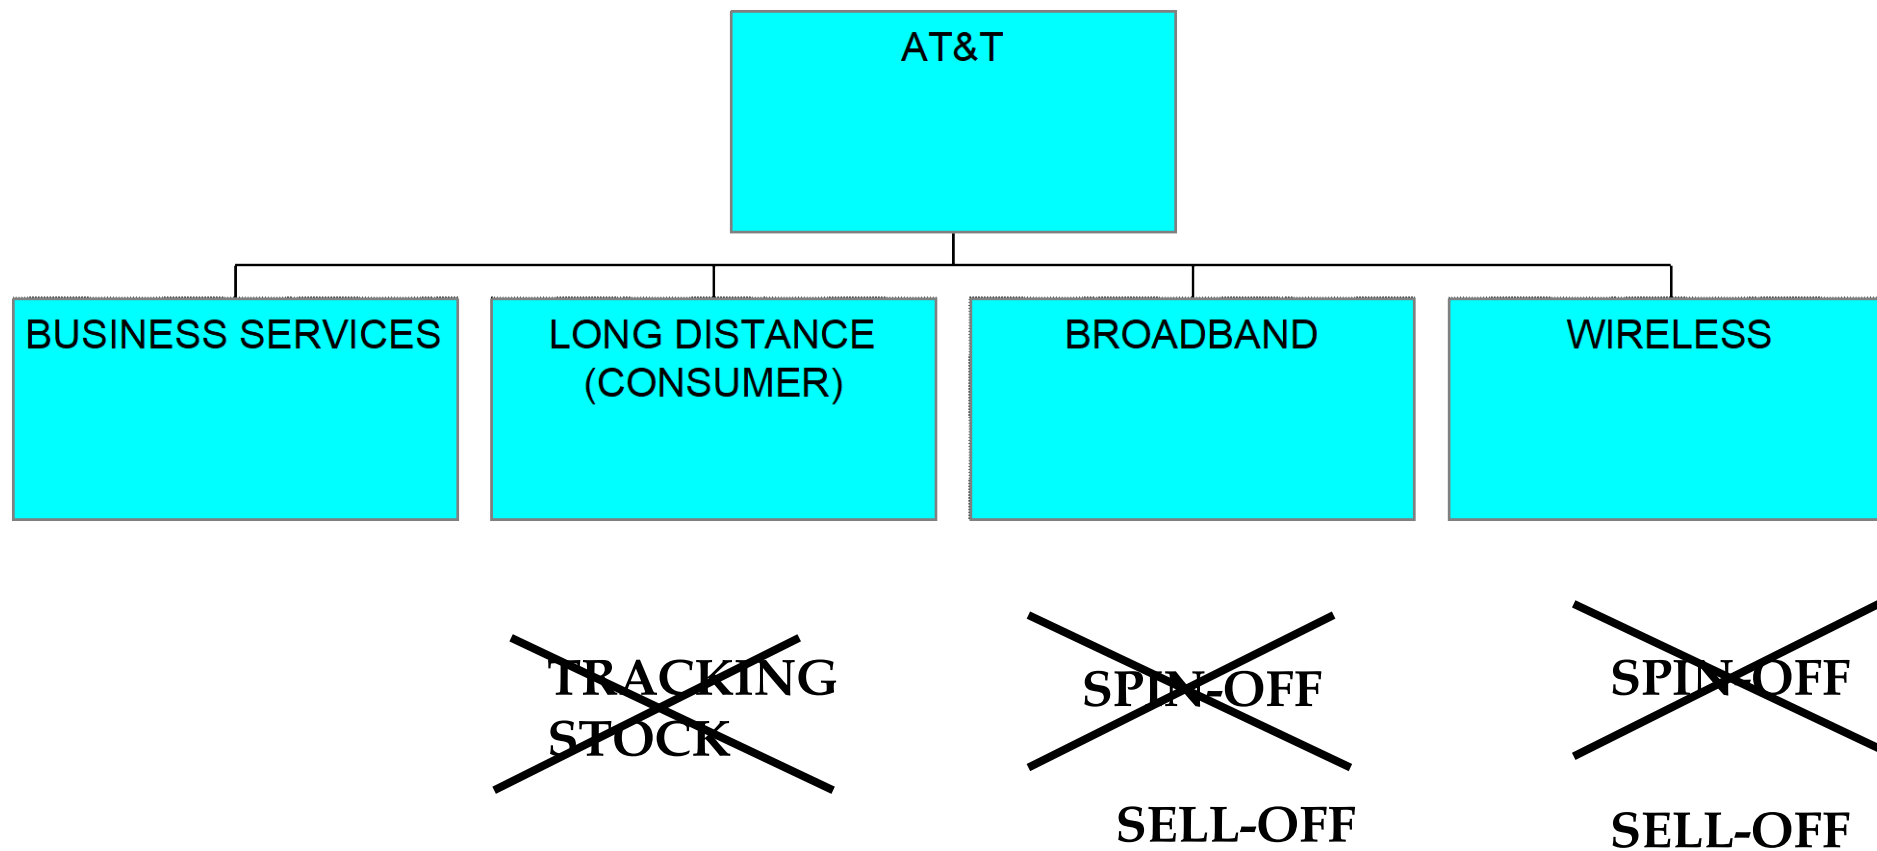 AT&T
BUSINESS SERVICES
LONG DISTANCE
(CONSUMER)
BROADBAND
WIRELESS
TRACKING
STOCK
SPIN-OFF
SPIN-OFF
SELL-OFF
SELL-OFF